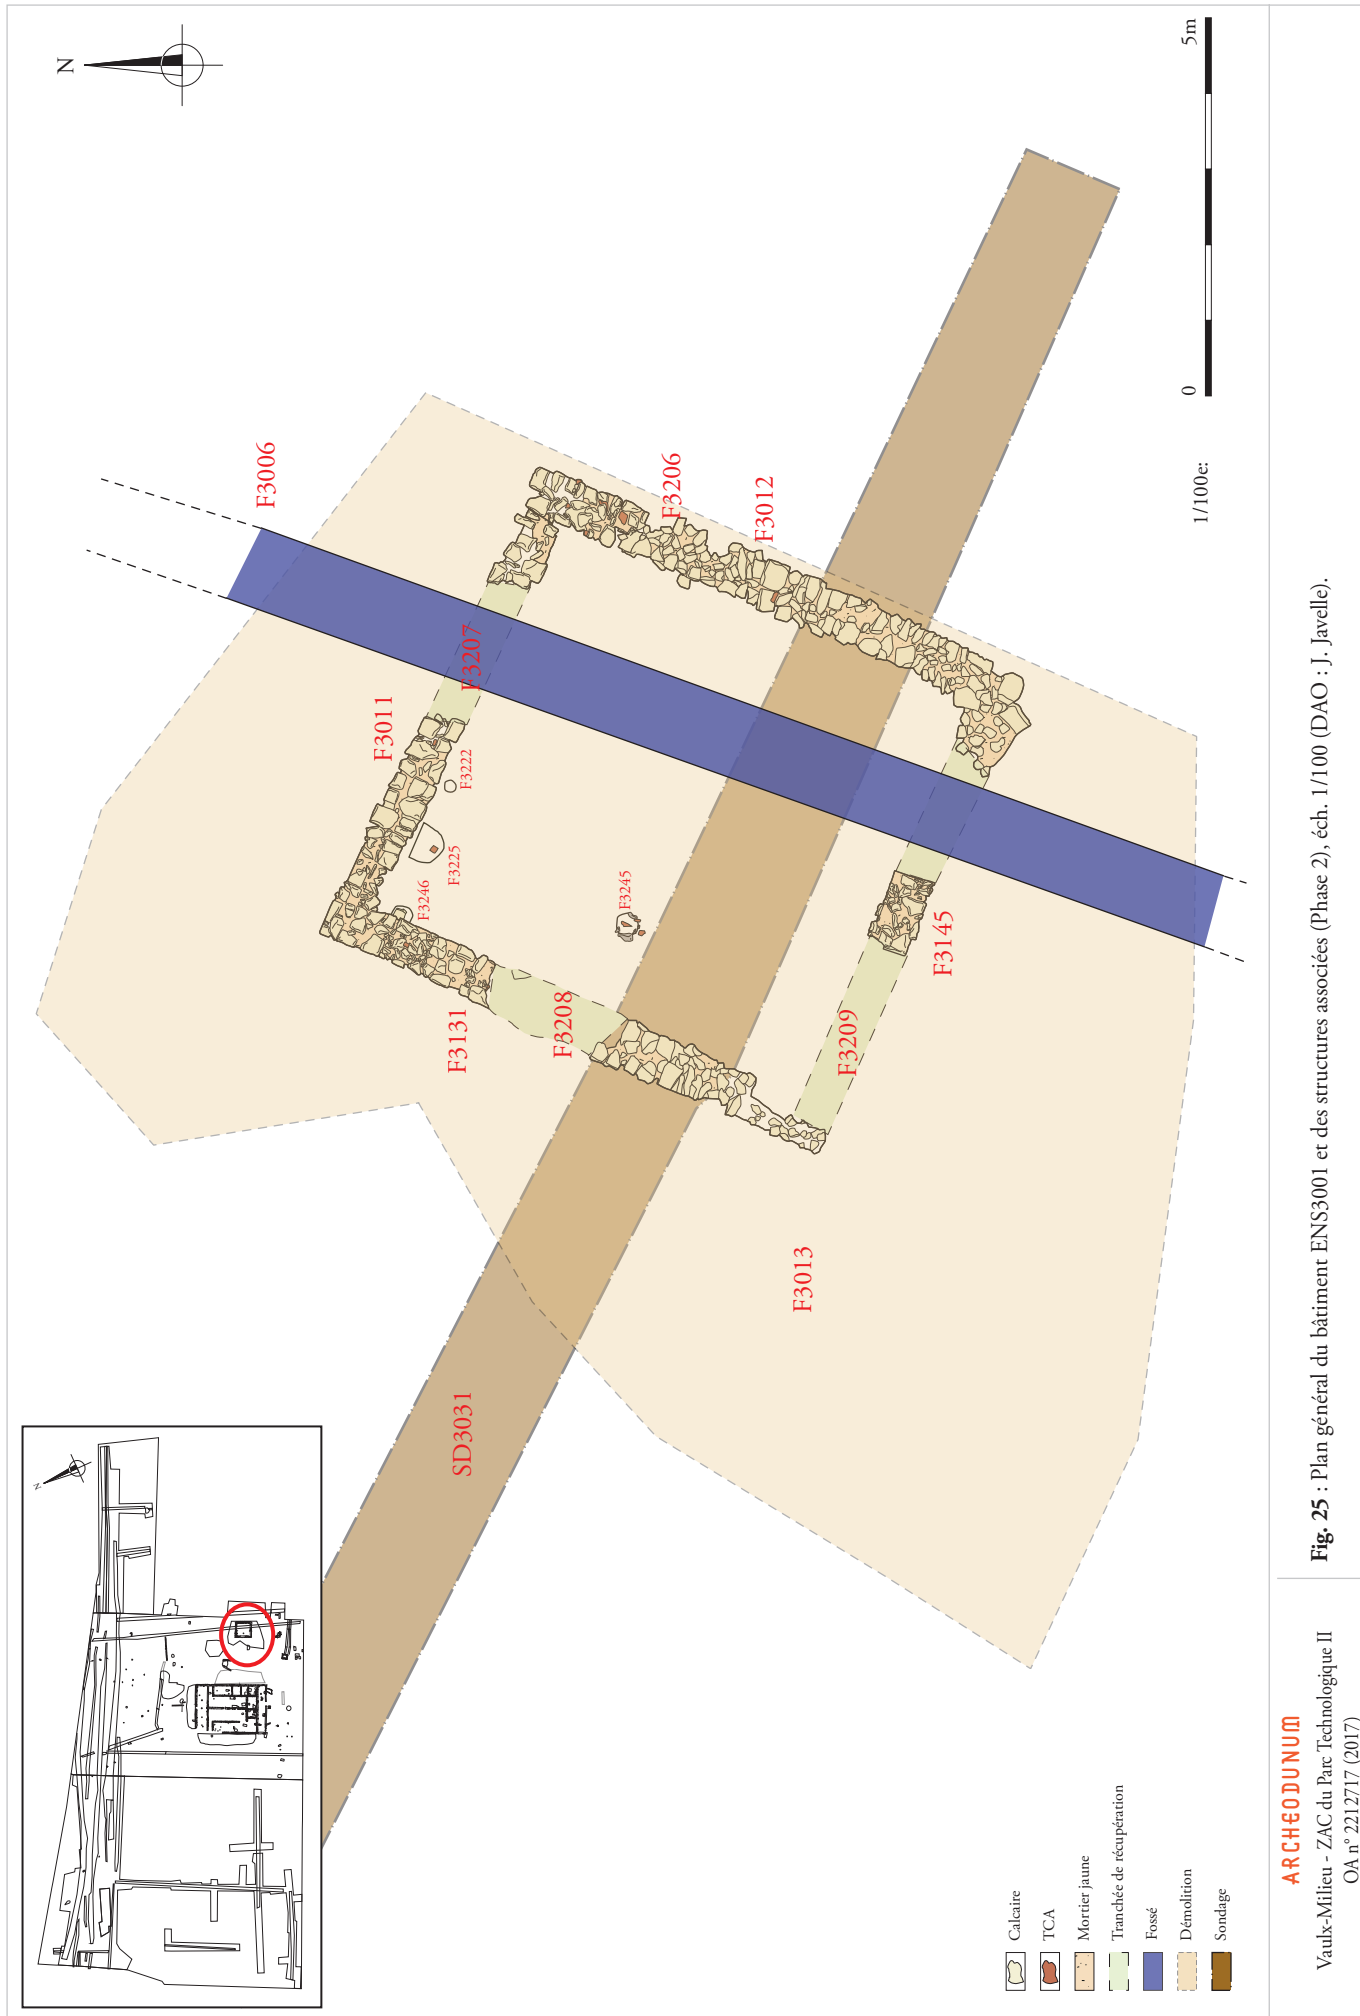 N
N
F3006
F3207
F3011
F3222
F3225
F3246
F3245
F3206
F3012
F3131
F3208
F3209
F3145
F3013
SD3031
1/100e:
0
5m
Calcaire
TCA
Mortier jaune
Tranchée de récupération
Fossé
Démolition
Sondage
ARCHEODUNUM
Vaulx-Milieu - ZAC du Parc Technologique II
OA n° 2212717 (2017)
Fig. 25 : Plan général du bâtiment ENS3001 et des structures associées (Phase 2), éch. 1/100 (DAO : J. Javelle).